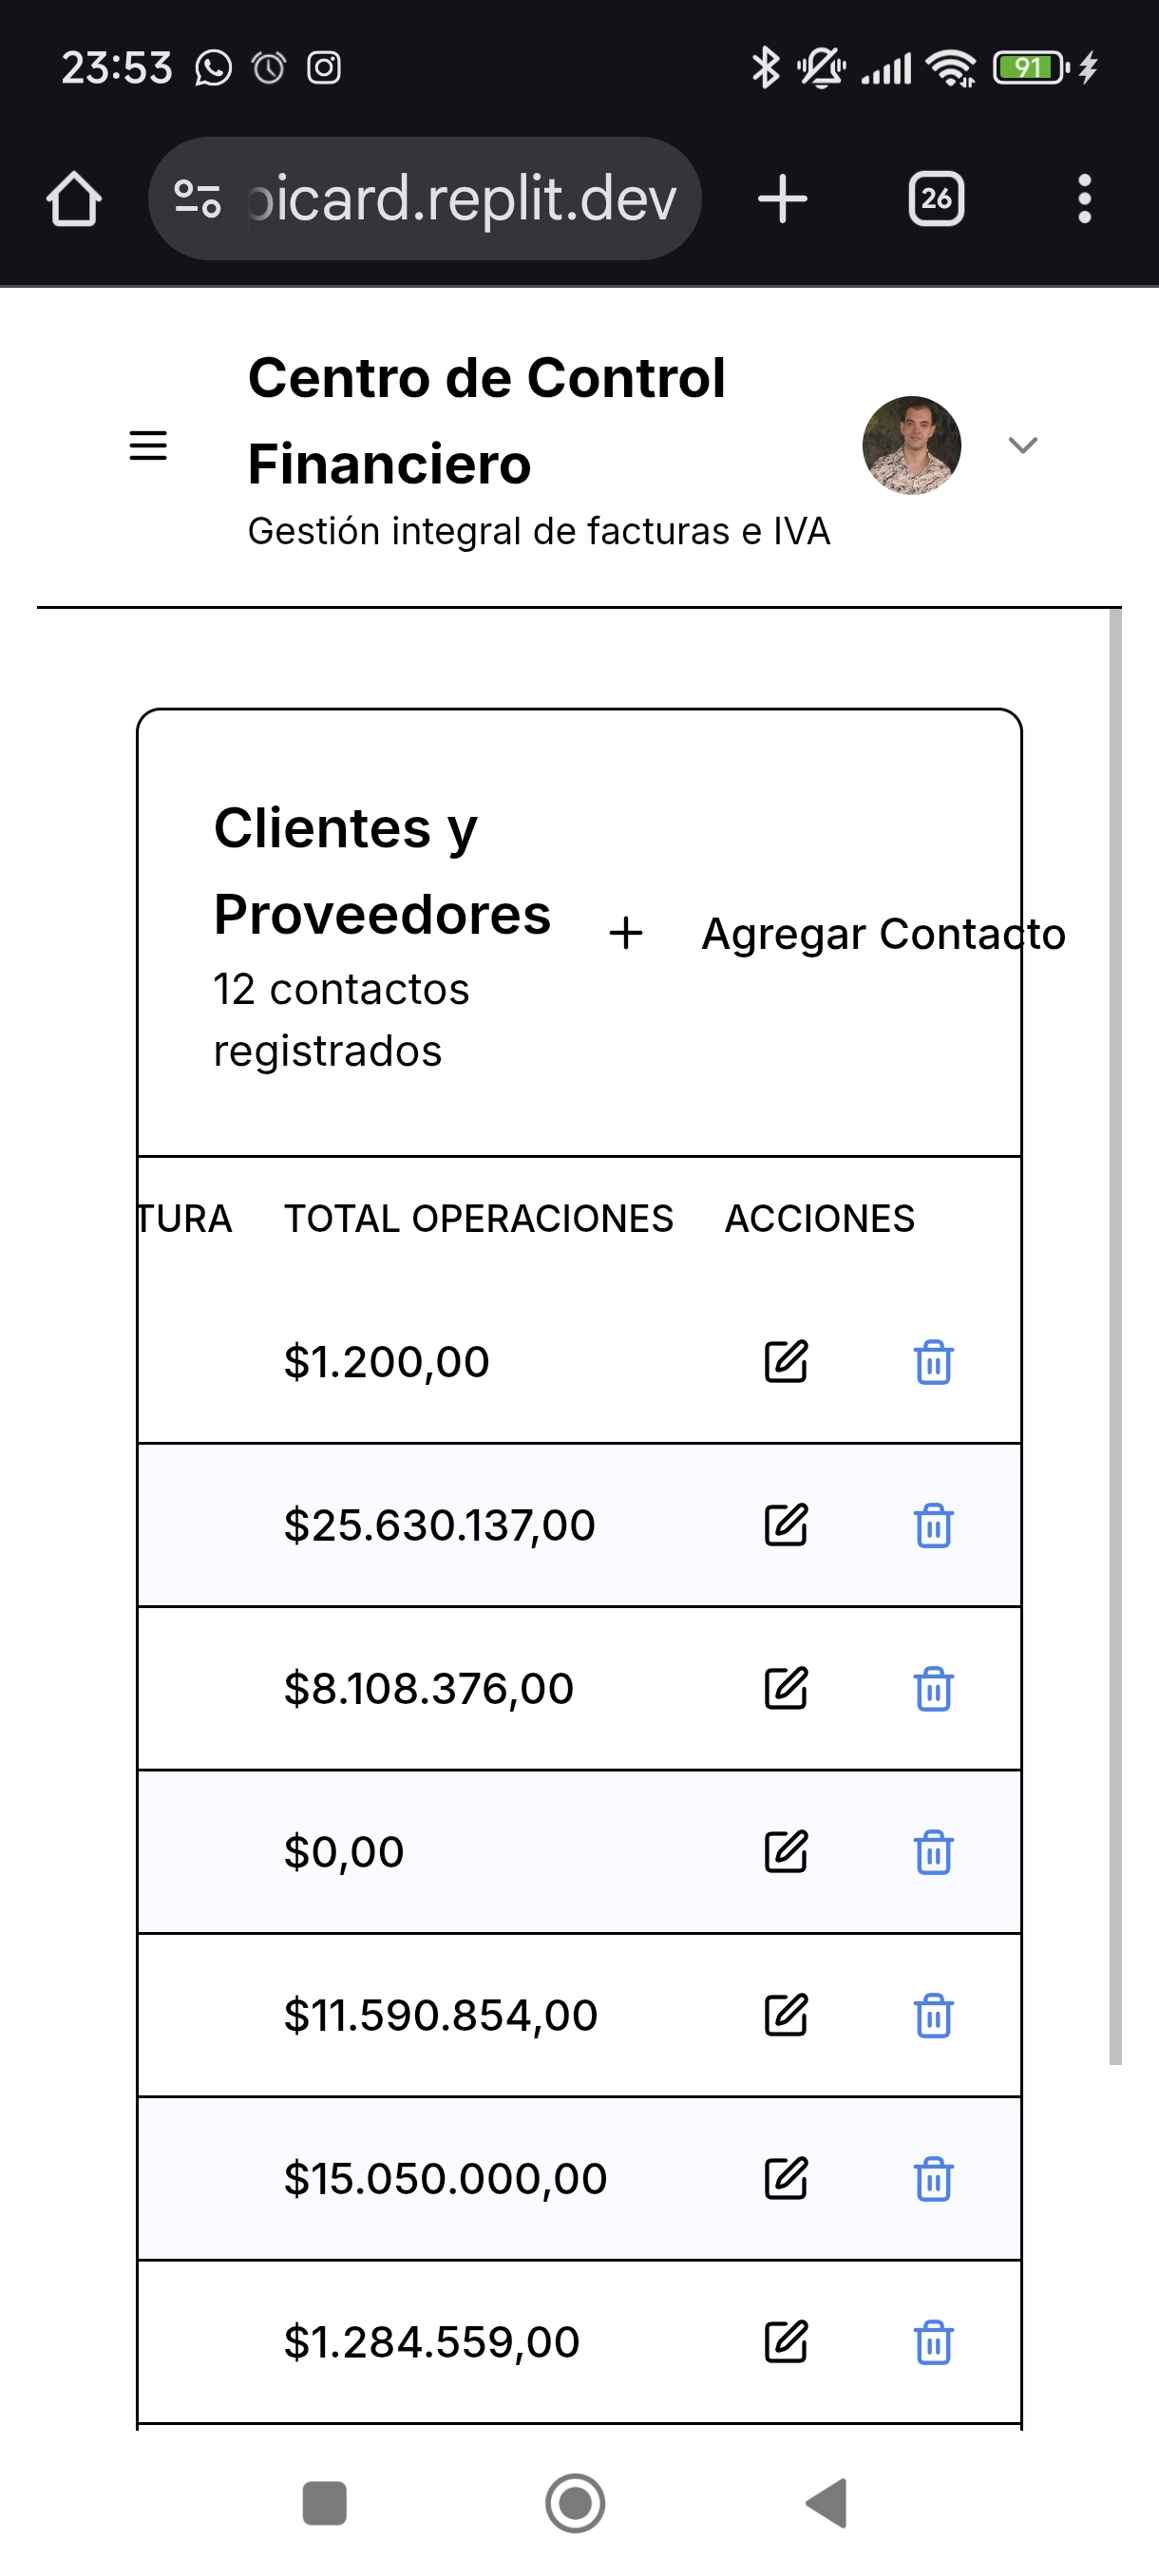 23:53
91
picard.replit.dev
26
Centro de Control
Financiero
Gestión integral de facturas e IVA
Clientes y
Proveedores
+ Agregar Contacto
12 contactos
registrados
TURA TOTAL OPERACIONES ACCIONES
$1.200,00
$25.630.137,00
$8.108.376,00
$0,00
$11.590.854,00
$15.050.000,00
$1.284.559,00